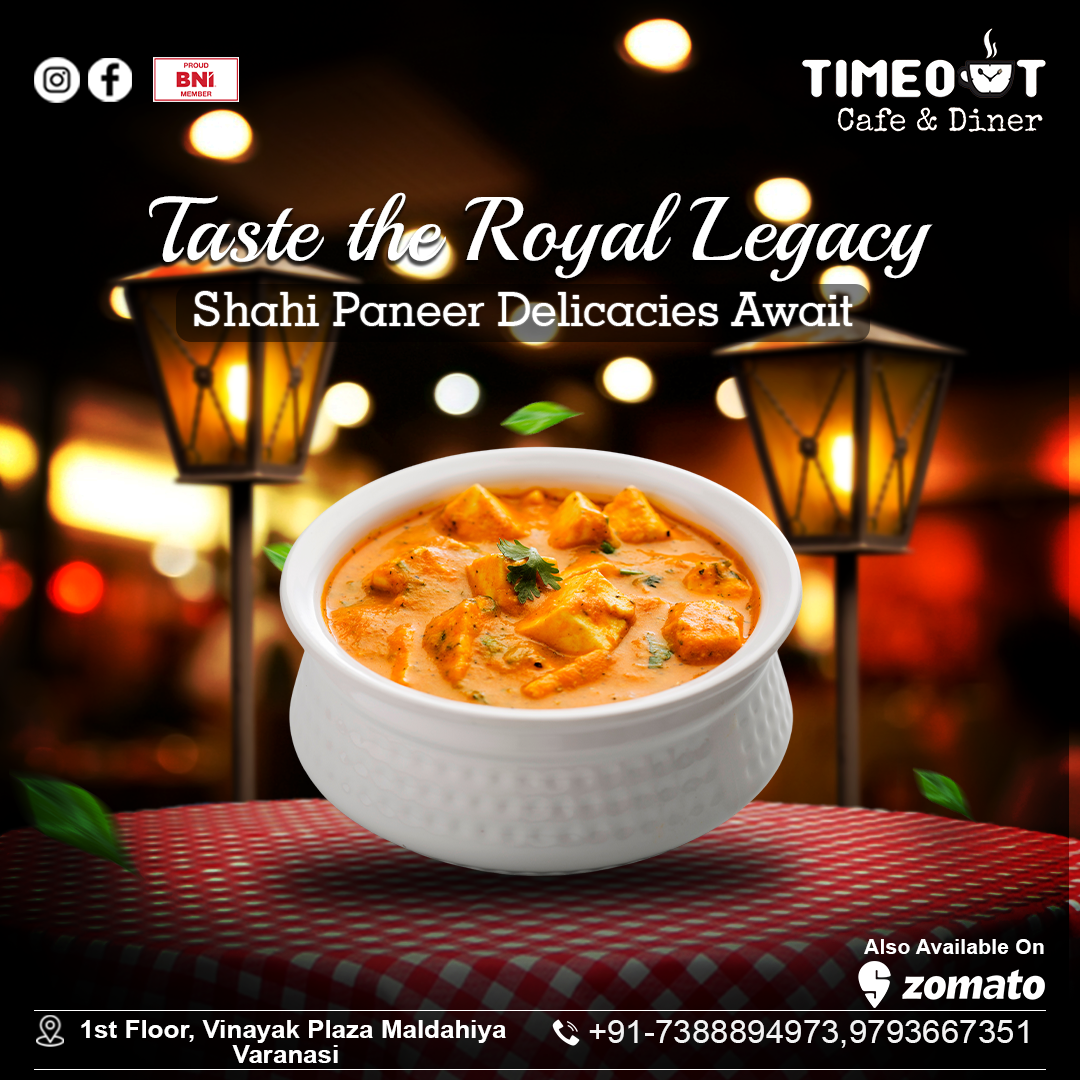 PROUD
BNI
MEMBER
TIMEOUT
Cafe & Diner
Taste the Royal Legacy
Shahi Paneer Delicacies Await
Also Available On
zomato
1st Floor, Vinayak Plaza Maldahiya
Varanasi
+91-7388894973,9793667351